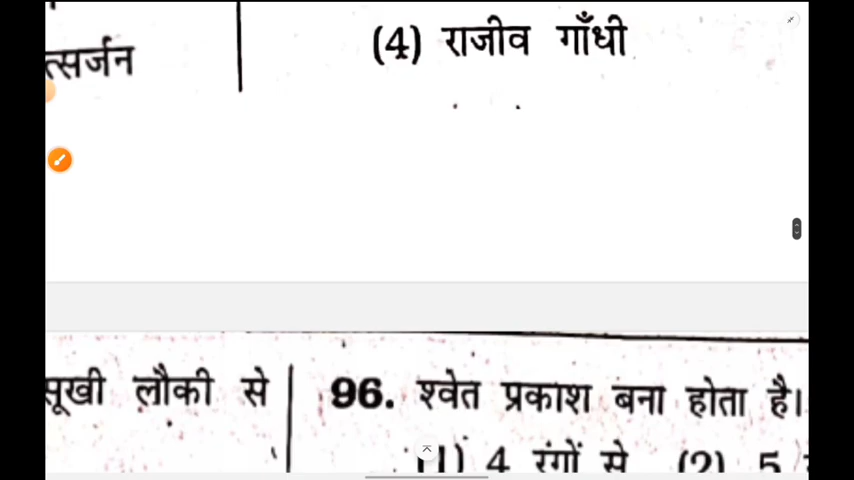 त्सर्जन
(4) राजीव गाँधी
सूखी लौकी से
96. श्वेत प्रकाश बना होता है।
(1) 4 रंगों से (2) 5